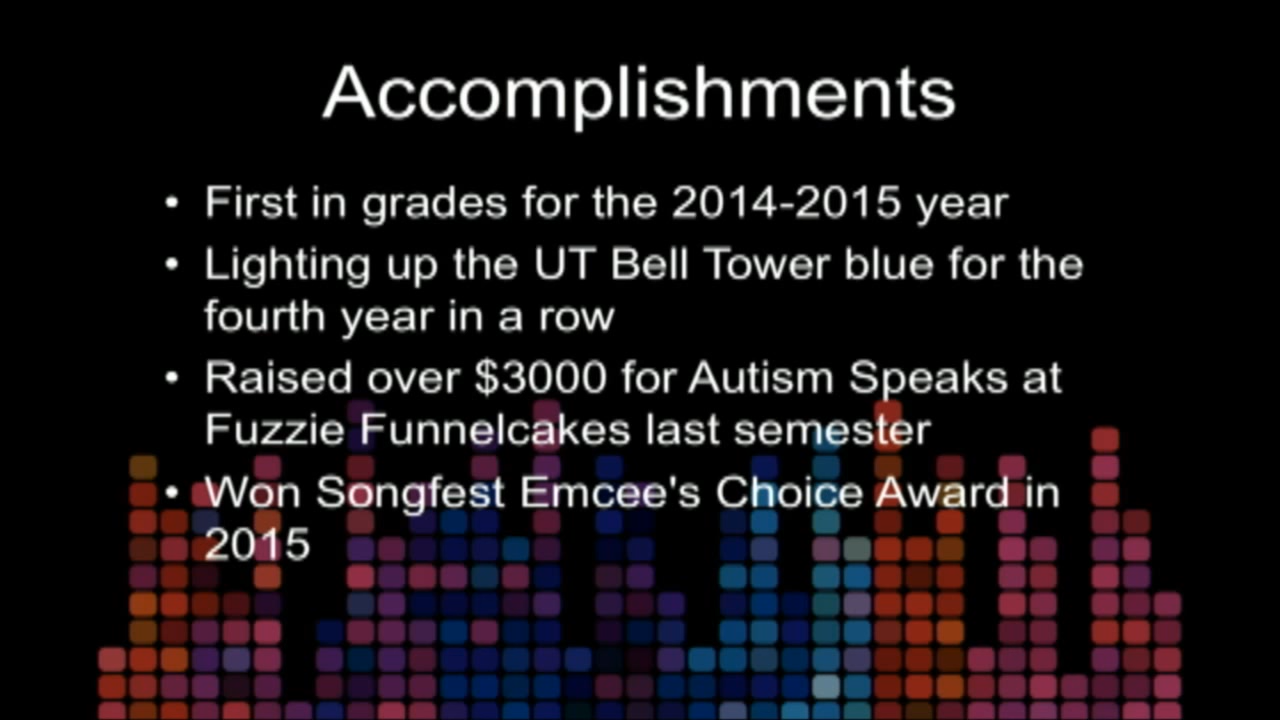 Accomplishments
• First in grades for the 2014-2015 year
• Lighting up the UT Bell Tower blue for the
fourth year in a row
• Raised over $3000 for Autism Speaks at
Fuzzie Funnelcakes last semester
• Won Songfest Emcee's Choice Award in
2015